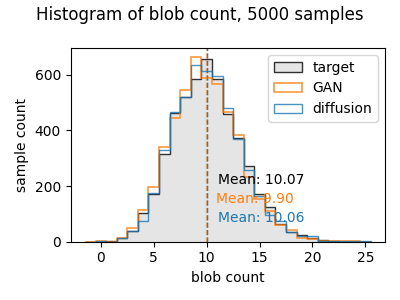 Histogram of blob count, 5000 samples
sample count
600
400
200
0
target
GAN
diffusion
Mean: 10.07
Mean: 9.90
Mean: 10.06
0 5 10 15 20 25
blob count